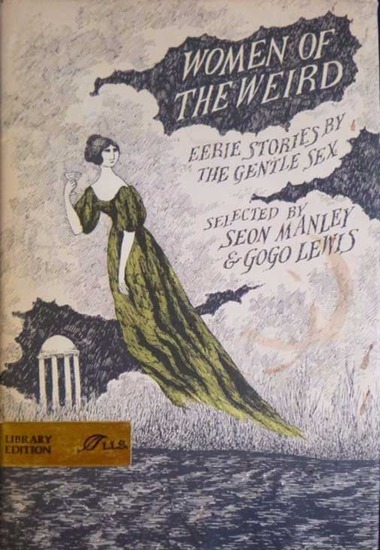 WOMEN OF
THE WEIRD
EERIE STORIES BY
THE GENTLE SEX
SELECTED BY
SEON MANLEY
& GOGO LEWIS
LIBRARY
EDITION